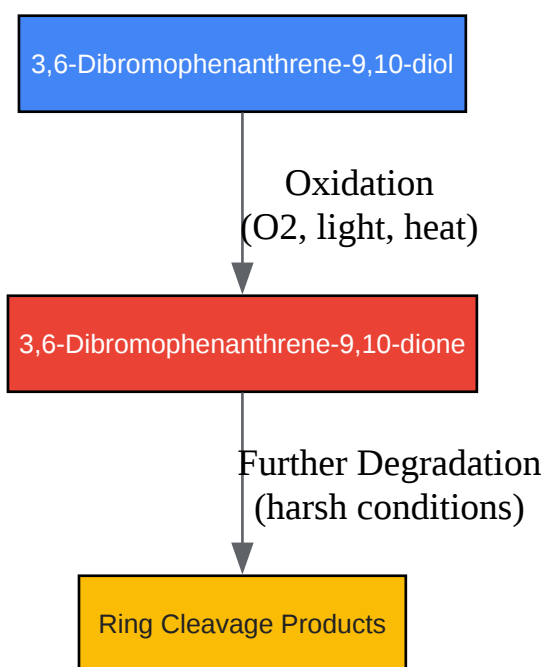 3,6-Dibromophenanthrene-9,10-diol
Oxidation
(O2, light, heat)
3,6-Dibromophenanthrene-9,10-dione
Further Degradation
(harsh conditions)
Ring Cleavage Products